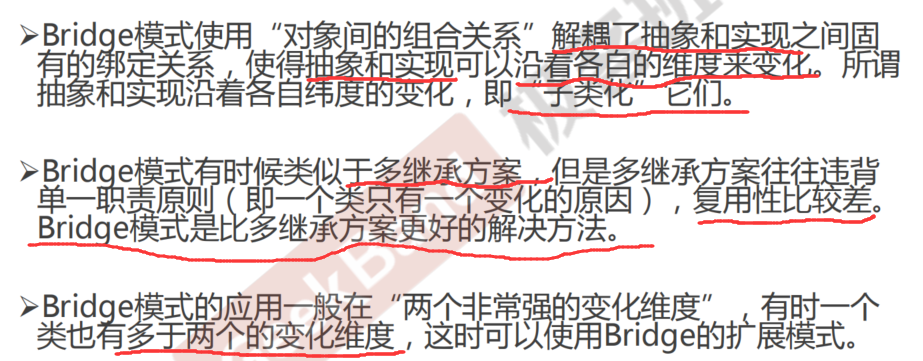 ➢Bridge模式使用“对象间的组合关系”解耦了抽象和实现之间固
有的绑定关系，使得抽象和实现可以沿着各自的维度来变化。所谓
抽象和实现沿着各自纬度的变化，即“子类化”它们。
➢Bridge模式有时候类似于多继承方案，但是多继承方案往往违背
单一职责原则（即一个类只有一个变化的原因），复用性比较差。
Bridge模式是比多继承方案更好的解决方法。
➢Bridge模式的应用一般在“两个非常强的变化维度”，有时一个
类也有多于两个的变化维度，这时可以使用Bridge的扩展模式。